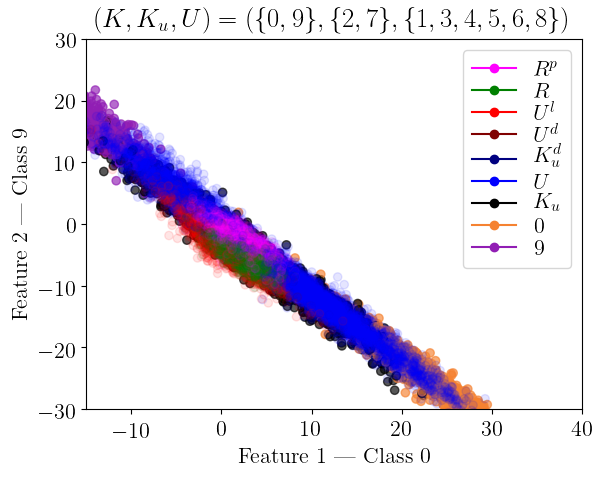 (K, K_u, U) = ({0, 9}, {2, 7}, {1, 3, 4, 5, 6, 8})
30
20
10
0
−10
−20
−30
Feature 2 — Class 9
R^p
R
U^l
U^d
K_u^d
U
K_u
0
9
−10
0
10
20
30
40
Feature 1 — Class 0